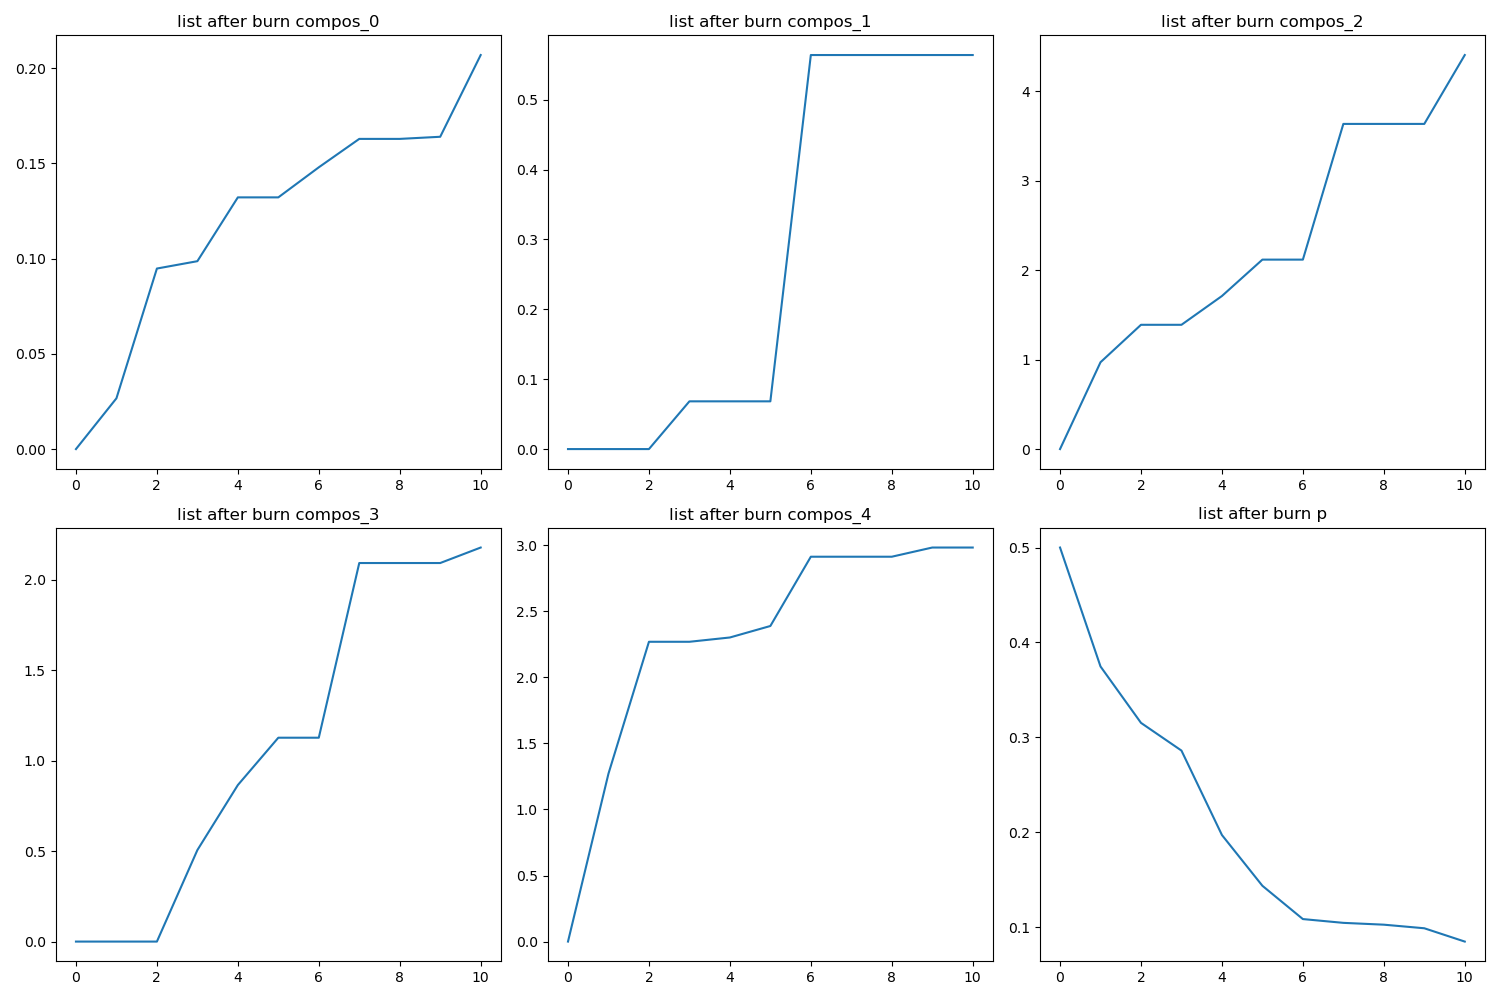 list after burn compos_0
0.20
0.15
0.10
0.05
0.00
0 2 4 6 8 10
list after burn compos_1
0.5
0.4
0.3
0.2
0.1
0.0
0 2 4 6 8 10
list after burn compos_2
4
3
2
1
0
0 2 4 6 8 10
list after burn compos_3
2.0
1.5
1.0
0.5
0.0
0 2 4 6 8 10
list after burn compos_4
3.0
2.5
2.0
1.5
1.0
0.5
0.0
0 2 4 6 8 10
list after burn p
0.5
0.4
0.3
0.2
0.1
0 2 4 6 8 10